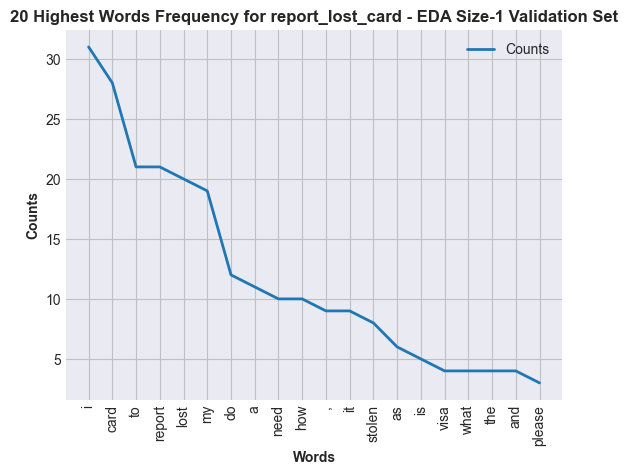 20 Highest Words Frequency for report_lost_card - EDA Size-1 Validation Set
Counts
30
25
20
15
10
5
Counts
i
card
to
report
lost
my
do
a
need
how
,
it
stolen
as
is
visa
what
the
and
please
Words